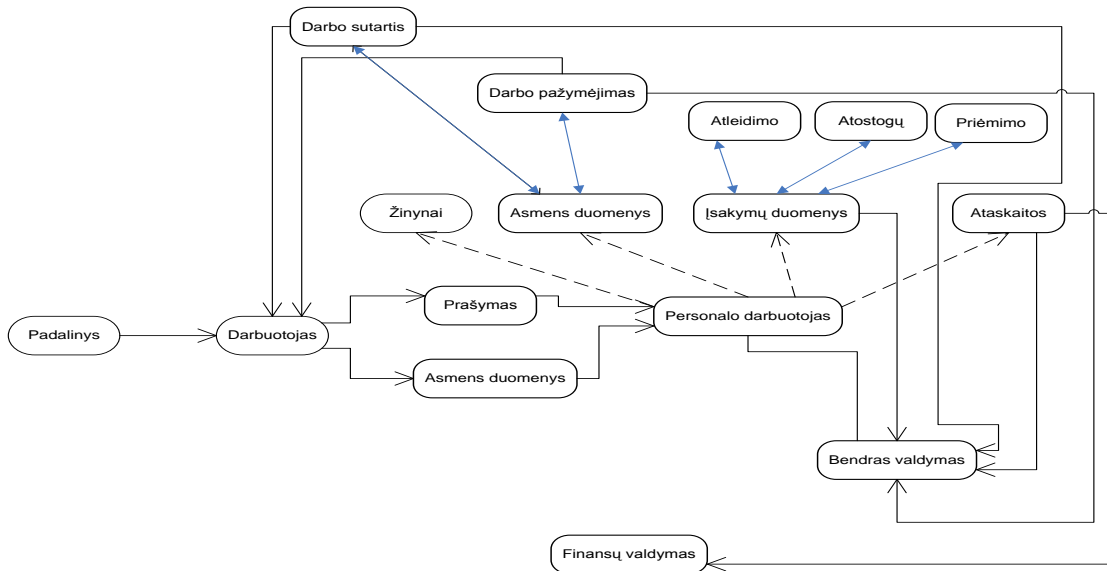 Darbo sutartis
Darbo pažymėjimas
Atleidimo
Atostogų
Priėmimo
Žinynai
Asmens duomenys
Įsakymų duomenys
Ataskaitos
Prašymas
Personalo darbuotojas
Padalinys
Darbuotojas
Asmens duomenys
Bendras valdymas
Finansų valdymas